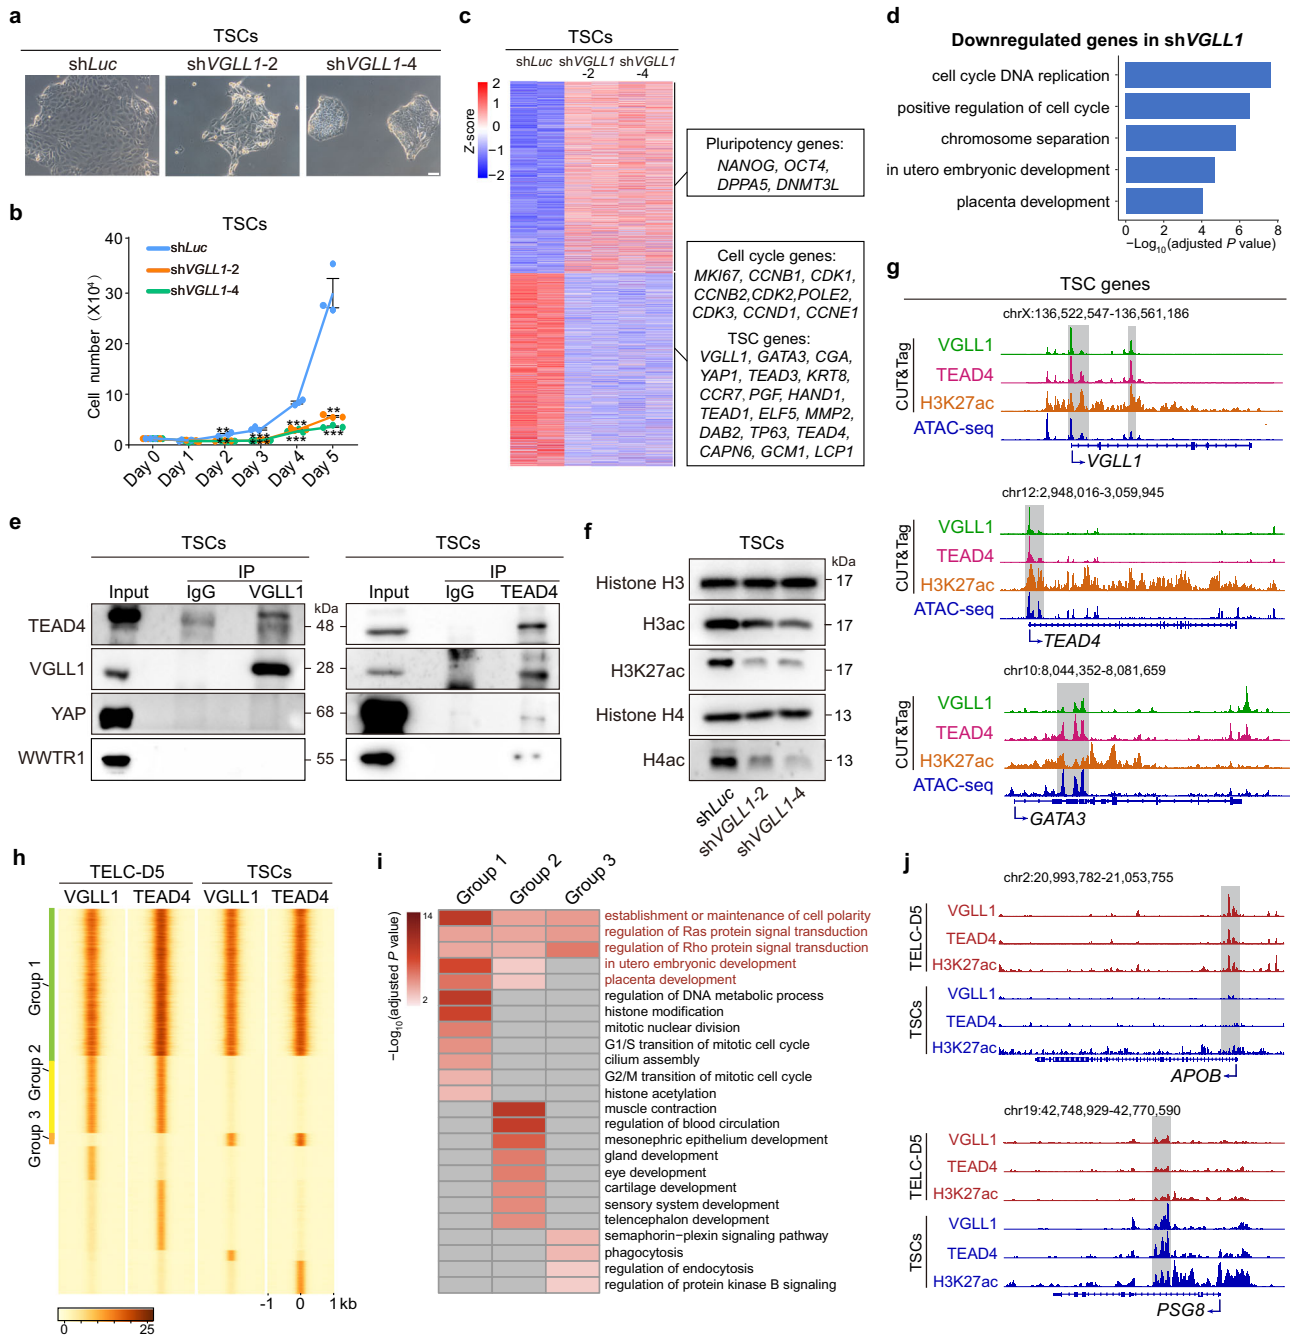 a
TSCs
shLuc shVGLL1-2 shVGLL1-4
b
TSCs
Cell number (X10⁴)
40
30
20
10
0
shLuc
shVGLL1-2
shVGLL1-4
** ** *** *** *** *** ** ***
Day 0 Day 1 Day 2 Day 3 Day 4 Day 5
c
TSCs
shLuc shVGLL1 shVGLL1
-2 -4
Z-score
2
1
0
−1
−2
Pluripotency genes:
NANOG, OCT4,
DPPA5, DNMT3L
Cell cycle genes:
MKI67, CCNB1, CDK1,
CCNB2,CDK2,POLE2,
CDK3, CCND1, CCNE1
TSC genes:
VGLL1, GATA3, CGA,
YAP1, TEAD3, KRT8,
CCR7, PGF, HAND1,
TEAD1, ELF5, MMP2,
DAB2, TP63, TEAD4,
CAPN6, GCM1, LCP1
d
Downregulated genes in shVGLL1
cell cycle DNA replication
positive regulation of cell cycle
chromosome separation
in utero embryonic development
placenta development
0 2 4 6 8
−Log₁₀(adjusted P value)
e
TSCs
IP
Input IgG VGLL1
kDa
TEAD4 48
VGLL1 28
YAP 68
WWTR1 55
TSCs
IP
Input IgG TEAD4
f
TSCs
kDa
Histone H3 17
H3ac 17
H3K27ac 17
Histone H4 13
H4ac 13
shLuc shVGLL1-2 shVGLL1-4
g
TSC genes
chrX:136,522,547-136,561,186
CUT&Tag
VGLL1
TEAD4
H3K27ac
ATAC-seq
VGLL1
chr12:2,948,016-3,059,945
CUT&Tag
VGLL1
TEAD4
H3K27ac
ATAC-seq
TEAD4
chr10:8,044,352-8,081,659
CUT&Tag
VGLL1
TEAD4
H3K27ac
ATAC-seq
GATA3
h
TELC-D5 TSCs
VGLL1 TEAD4 VGLL1 TEAD4
Group 1
Group 2
Group 3
-1 0 1 kb
0 25
i
Group 1 Group 2 Group 3
−Log₁₀(adjusted P value)
14
2
establishment or maintenance of cell polarity
regulation of Ras protein signal transduction
regulation of Rho protein signal transduction
in utero embryonic development
placenta development
regulation of DNA metabolic process
histone modification
mitotic nuclear division
G1/S transition of mitotic cell cycle
cilium assembly
G2/M transition of mitotic cell cycle
histone acetylation
muscle contraction
regulation of blood circulation
mesonephric epithelium development
gland development
eye development
cartilage development
sensory system development
telencephalon development
semaphorin−plexin signaling pathway
phagocytosis
regulation of endocytosis
regulation of protein kinase B signaling
j
chr2:20,993,782-21,053,755
TELC-D5
VGLL1
TEAD4
H3K27ac
TSCs
VGLL1
TEAD4
H3K27ac
APOB
chr19:42,748,929-42,770,590
TELC-D5
VGLL1
TEAD4
H3K27ac
TSCs
VGLL1
TEAD4
H3K27ac
PSG8